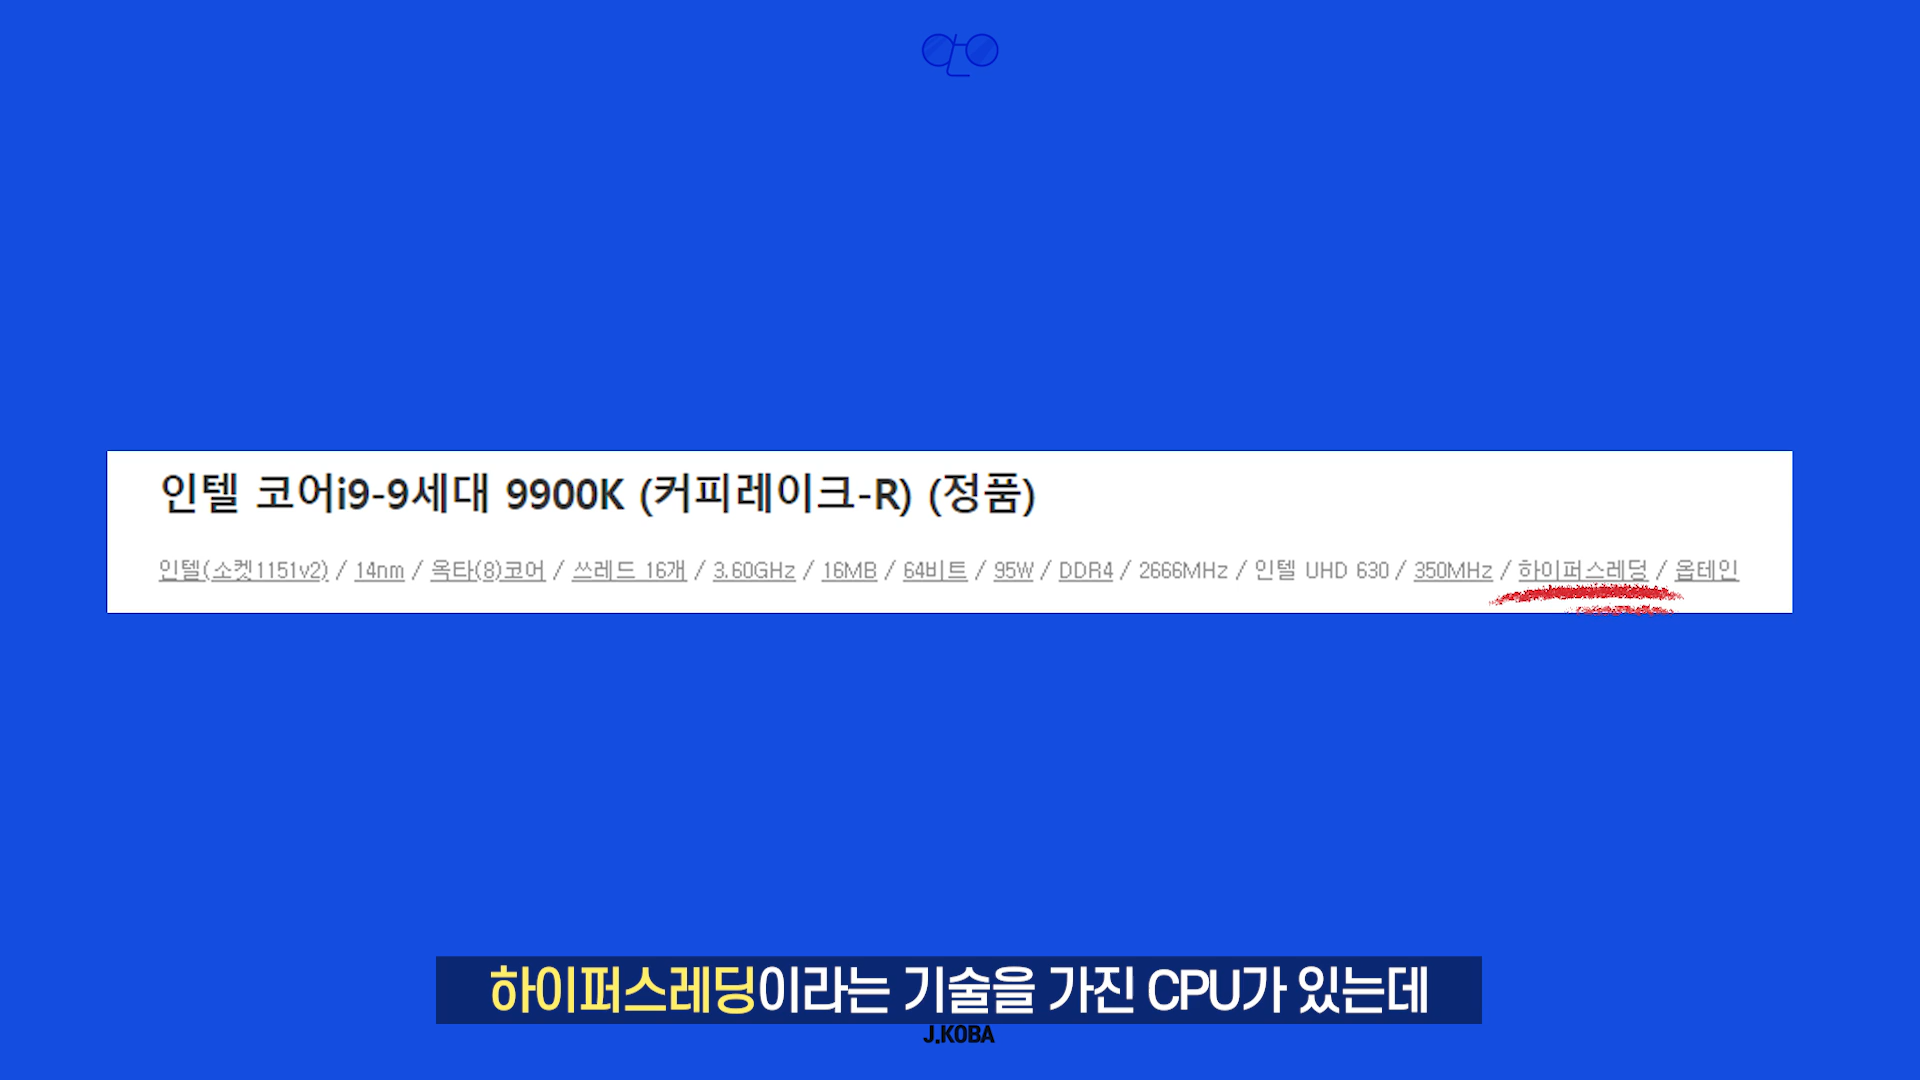 인텔 코어i9-9세대 9900K (커피레이크-R) (정품)
인텔(소켓1151v2) / 14nm / 옥타(8)코어 / 쓰레드 16개 / 3.60GHz / 16MB / 64비트 / 95W / DDR4 / 2666MHz / 인텔 UHD 630 / 350MHz / 하이퍼스레딩 / 옵테인
하이퍼스레딩이라는 기술을 가진 CPU가 있는데
J.KOBA